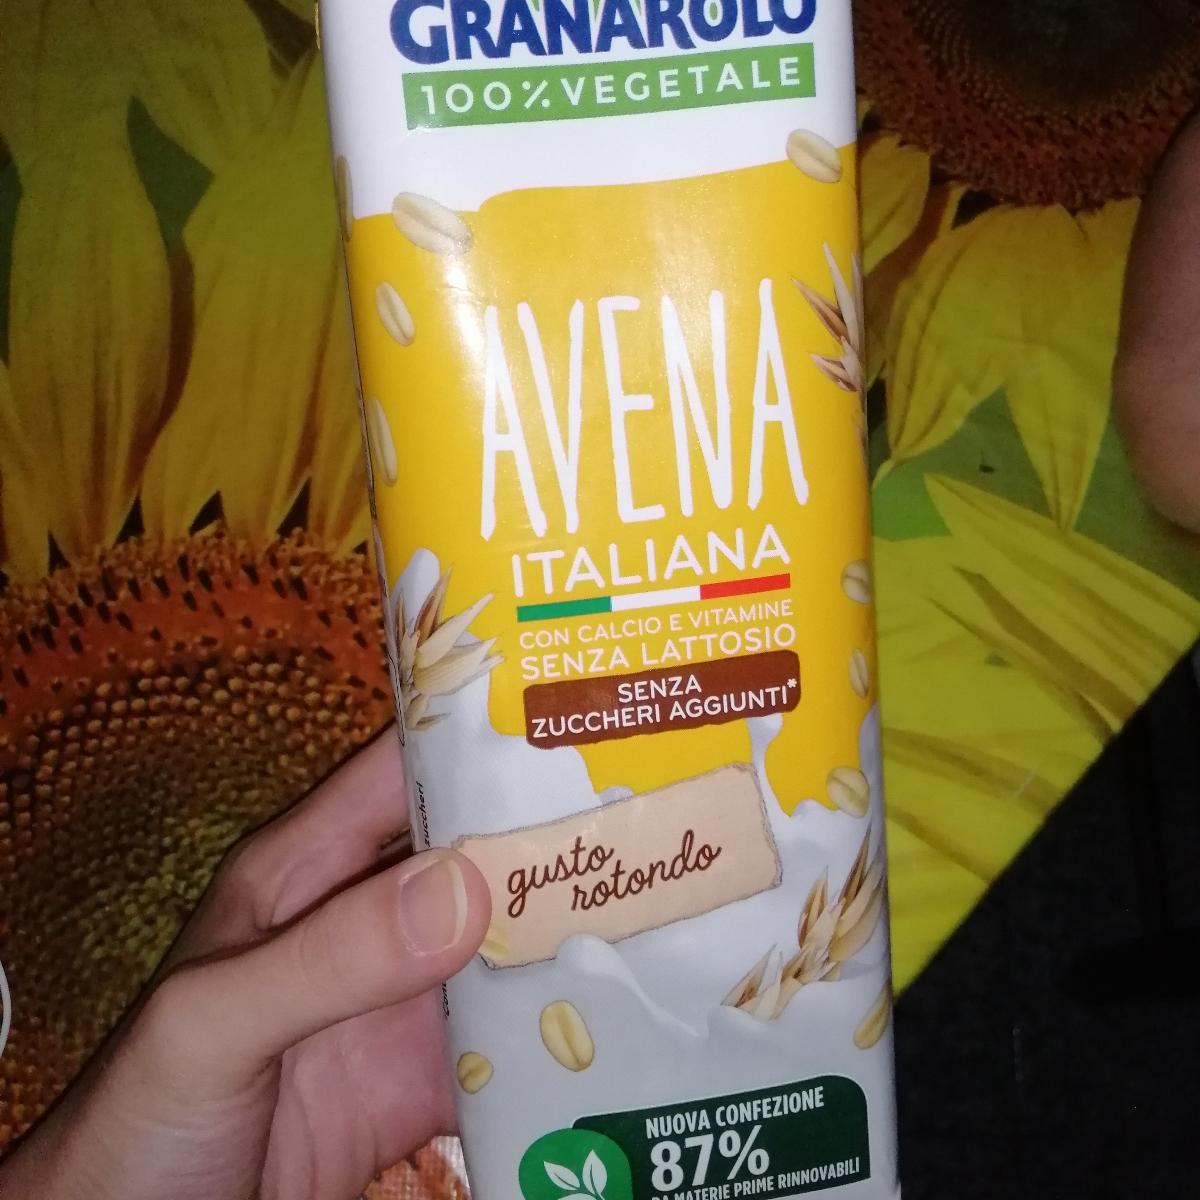 GRANAROLO
100% VEGETALE
AVENA
ITALIANA
CON CALCIO E VITAMINE
SENZA LATTOSIO
SENZA
ZUCCHERI AGGIUNTI*
gusto
rotondo
zuccheri
NUOVA CONFEZIONE
87%
DA MATERIE PRIME RINNOVABILI